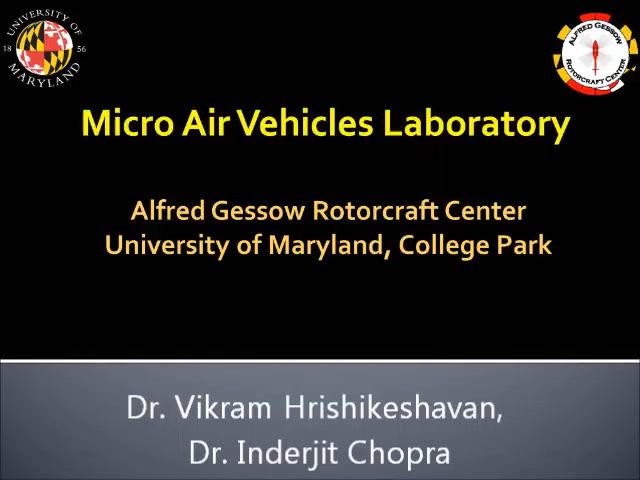 UNIVERSITY OF
18 56
MARYLAND
ALFRED GESSOW
ROTORCRAFT CENTER
Micro Air Vehicles Laboratory
Alfred Gessow Rotorcraft Center
University of Maryland, College Park
Dr. Vikram Hrishikeshavan,
Dr. Inderjit Chopra